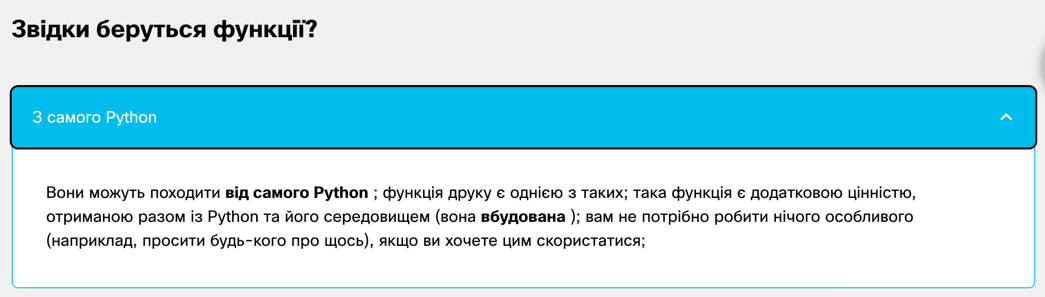 Звідки беруться функції?
З самого Python
Вони можуть походити від самого Python ; функція друку є однією з таких; така функція є додатковою цінністю,
отриманою разом із Python та його середовищем (вона вбудована ); вам не потрібно робити нічого особливого
(наприклад, просити будь-кого про щось), якщо ви хочете цим скористатися;